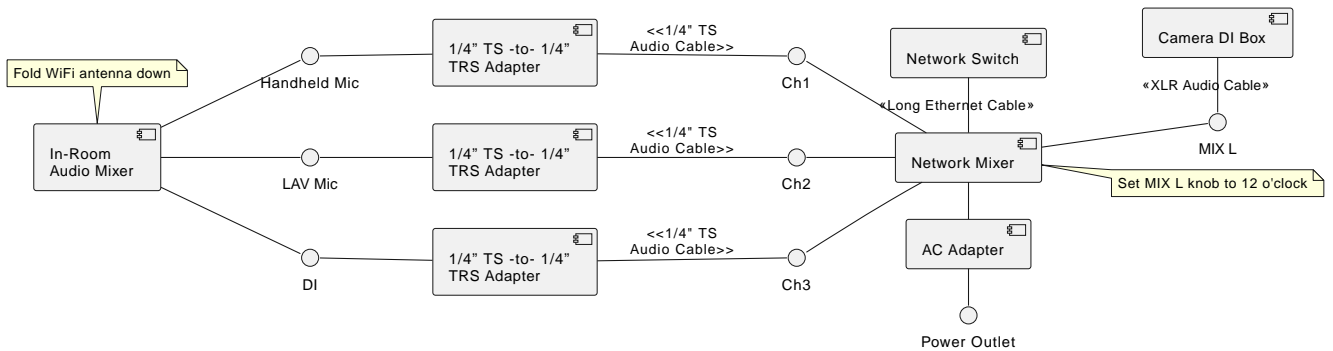 Fold WiFi antenna down
In-Room
Audio Mixer
Handheld Mic
LAV Mic
DI
1/4” TS -to- 1/4”
TRS Adapter
1/4” TS -to- 1/4”
TRS Adapter
1/4” TS -to- 1/4”
TRS Adapter
<<1/4" TS
Audio Cable>>
<<1/4" TS
Audio Cable>>
<<1/4" TS
Audio Cable>>
Ch1
Ch2
Ch3
Network Switch
«Long Ethernet Cable»
Network Mixer
AC Adapter
Power Outlet
Camera DI Box
«XLR Audio Cable»
MIX L
Set MIX L knob to 12 o'clock